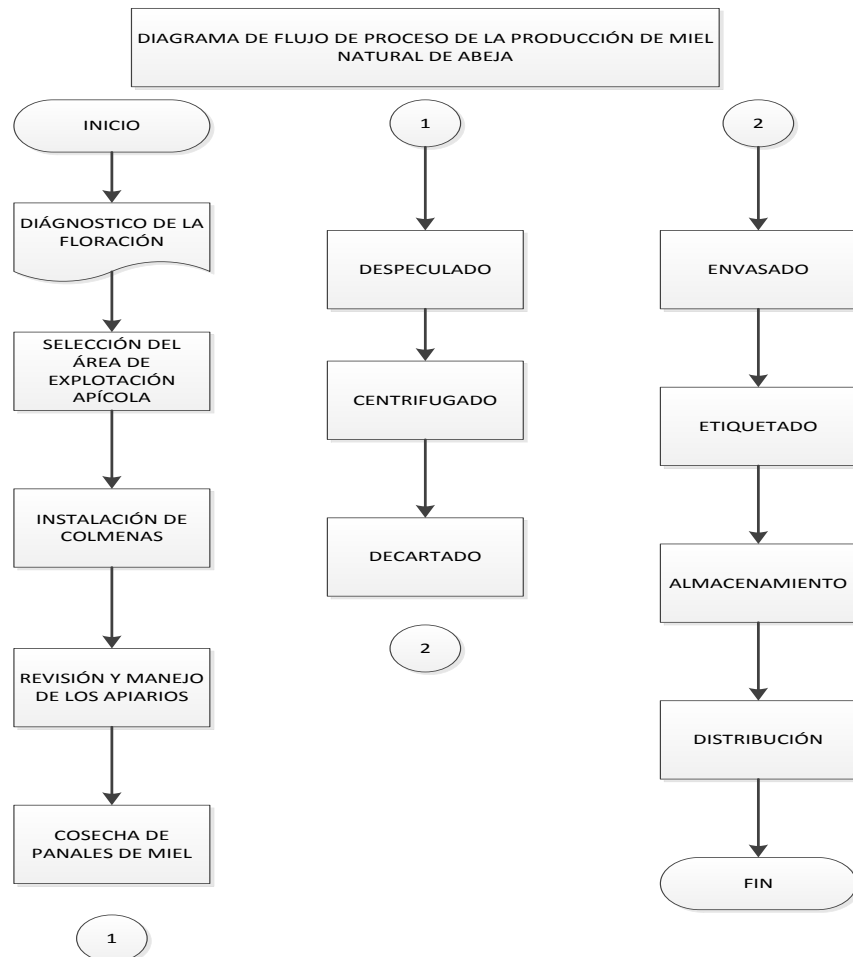 DIAGRAMA DE FLUJO DE PROCESO DE LA PRODUCCIÓN DE MIEL
NATURAL DE ABEJA
INICIO
DIÁGNOSTICO DE LA
FLORACIÓN
SELECCIÓN DEL
ÁREA DE
EXPLOTACIÓN
APÍCOLA
INSTALACIÓN DE
COLMENAS
REVISIÓN Y MANEJO
DE LOS APIARIOS
COSECHA DE
PANALES DE MIEL
1
1
DESPECULADO
CENTRIFUGADO
DECARTADO
2
2
ENVASADO
ETIQUETADO
ALMACENAMIENTO
DISTRIBUCIÓN
FIN